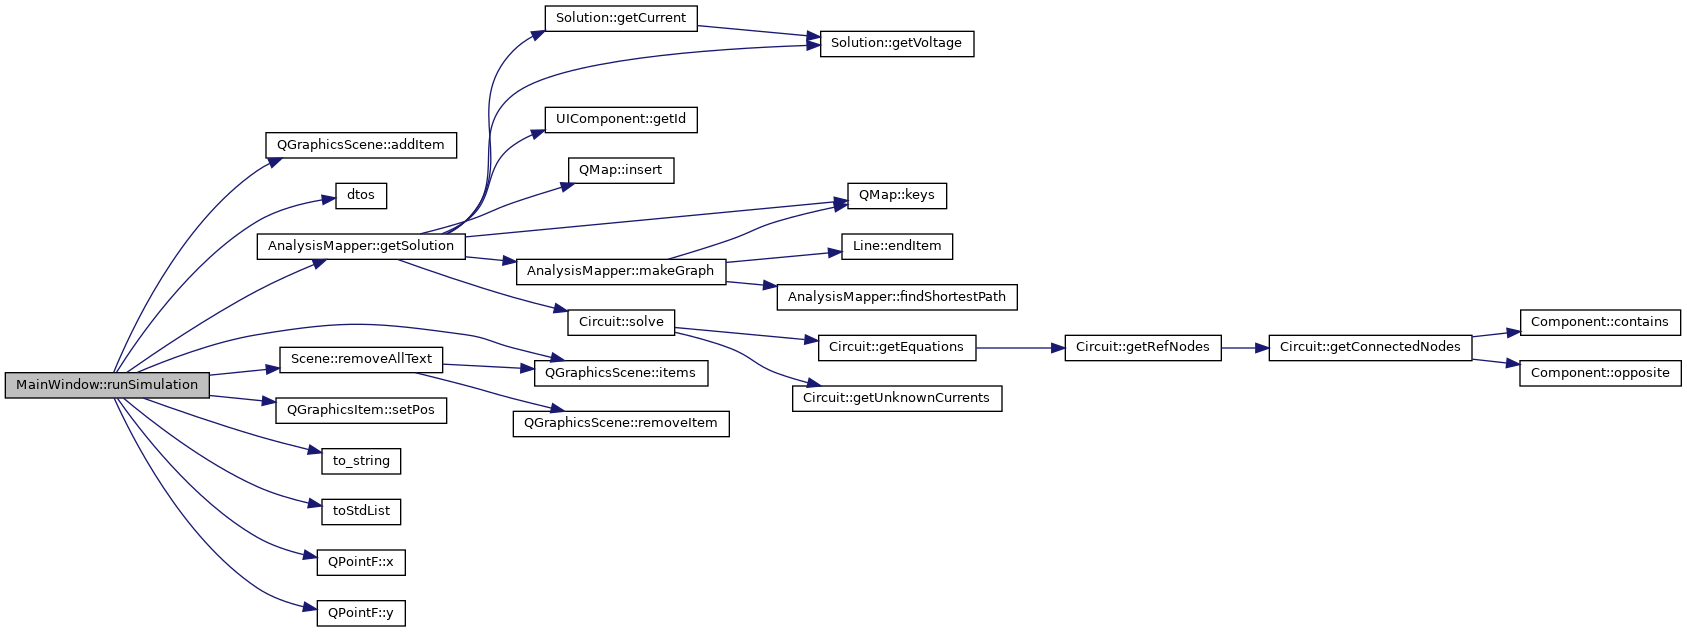 Solution::getCurrent
Solution::getVoltage
UIComponent::getId
QGraphicsScene::addItem
QMap::insert
dtos
QMap::keys
AnalysisMapper::getSolution
Line::endItem
AnalysisMapper::makeGraph
AnalysisMapper::findShortestPath
Circuit::solve
Component::contains
Circuit::getEquations
Circuit::getRefNodes
Circuit::getConnectedNodes
Scene::removeAllText
QGraphicsScene::items
Component::opposite
MainWindow::runSimulation
Circuit::getUnknownCurrents
QGraphicsItem::setPos
QGraphicsScene::removeItem
to_string
toStdList
QPointF::x
QPointF::y